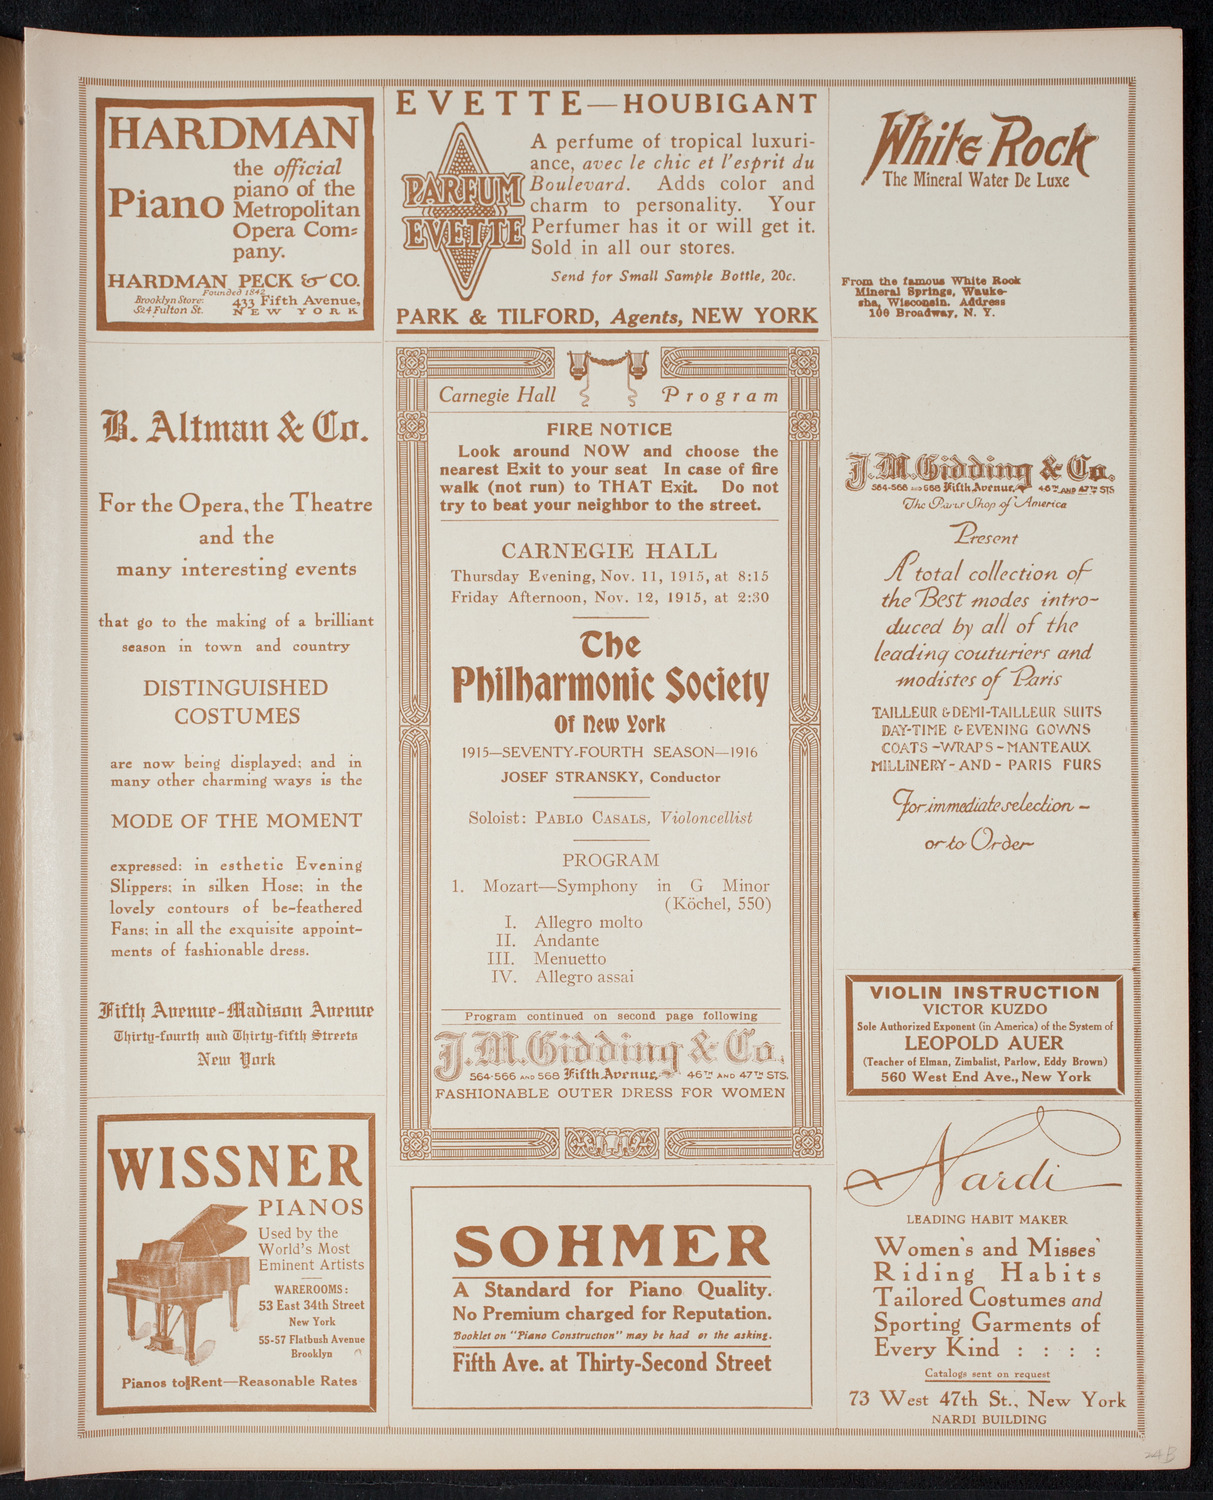 HARDMAN
Piano
the official
piano of the
Metropolitan
Opera Com=
pany.
HARDMAN PECK & CO.
Founded 1842
Brooklyn Store:
524 Fulton St.
433 Fifth Avenue,
NEW YORK
B. Altman & Co.
For the Opera, the Theatre
and the
many interesting events
that go to the making of a brilliant
season in town and country
DISTINGUISHED
COSTUMES
are now being displayed; and in
many other charming ways is the
MODE OF THE MOMENT
expressed: in esthetic Evening
Slippers; in silken Hose; in the
lovely contours of be-feathered
Fans; in all the exquisite appoint-
ments of fashionable dress.
Fifth Avenue-Madison Avenue
Thirty-fourth and Thirty-fifth Streets
New York
WISSNER
PIANOS
Used by the
World's Most
Eminent Artists
WAREROOMS:
53 East 34th Street
New York
55-57 Flatbush Avenue
Brooklyn
Pianos to Rent—Reasonable Rates
EVETTE—HOUBIGANT
PARFUM
EVETTE
A perfume of tropical luxuri-
ance, avec le chic et l'esprit du
Boulevard. Adds color and
charm to personality. Your
Perfumer has it or will get it.
Sold in all our stores.
Send for Small Sample Bottle, 20c.
PARK & TILFORD, Agents, NEW YORK
Carnegie Hall Program
FIRE NOTICE
Look around NOW and choose the
nearest Exit to your seat In case of fire
walk (not run) to THAT Exit. Do not
try to beat your neighbor to the street.
CARNEGIE HALL
Thursday Evening, Nov. 11, 1915, at 8:15
Friday Afternoon, Nov. 12, 1915, at 2:30
The
Philharmonic Society
Of New York
1915—SEVENTY-FOURTH SEASON—1916
JOSEF STRANSKY, Conductor
Soloist: PABLO CASALS, Violoncellist
PROGRAM
1. Mozart—Symphony in G Minor
(Köchel, 550)
I. Allegro molto
II. Andante
III. Menuetto
IV. Allegro assai
Program continued on second page following
J.M. Gidding & Co.
564-566 AND 568 Fifth Avenue, 46TH AND 47TH STS.
FASHIONABLE OUTER DRESS FOR WOMEN
SOHMER
A Standard for Piano Quality.
No Premium charged for Reputation.
Booklet on "Piano Construction" may be had or the asking.
Fifth Ave. at Thirty-Second Street
White Rock
The Mineral Water De Luxe
From the famous White Rock
Mineral Springs, Wauke-
sha, Wisconsin. Address
100 Broadway, N. Y.
J.M. Gidding & Co.
564-566 AND 568 Fifth Avenue, 46TH AND 47TH STS
The Paris Shop of America
Present
A total collection of
the Best modes intro-
duced by all of the
leading couturiers and
modistes of Paris
TAILLEUR & DEMI-TAILLEUR SUITS
DAY-TIME & EVENING GOWNS
COATS - WRAPS - MANTEAUX
MILLINERY - AND - PARIS FURS
For immediate selection -
or to Order
VIOLIN INSTRUCTION
VICTOR KUZDO
Sole Authorized Exponent (in America) of the System of
LEOPOLD AUER
(Teacher of Elman, Zimbalist, Parlow, Eddy Brown)
560 West End Ave., New York
Nardi
LEADING HABIT MAKER
Women's and Misses'
Riding Habits
Tailored Costumes and
Sporting Garments of
Every Kind : : : :
Catalogs sent on request
73 West 47th St., New York
NARDI BUILDING
24 B